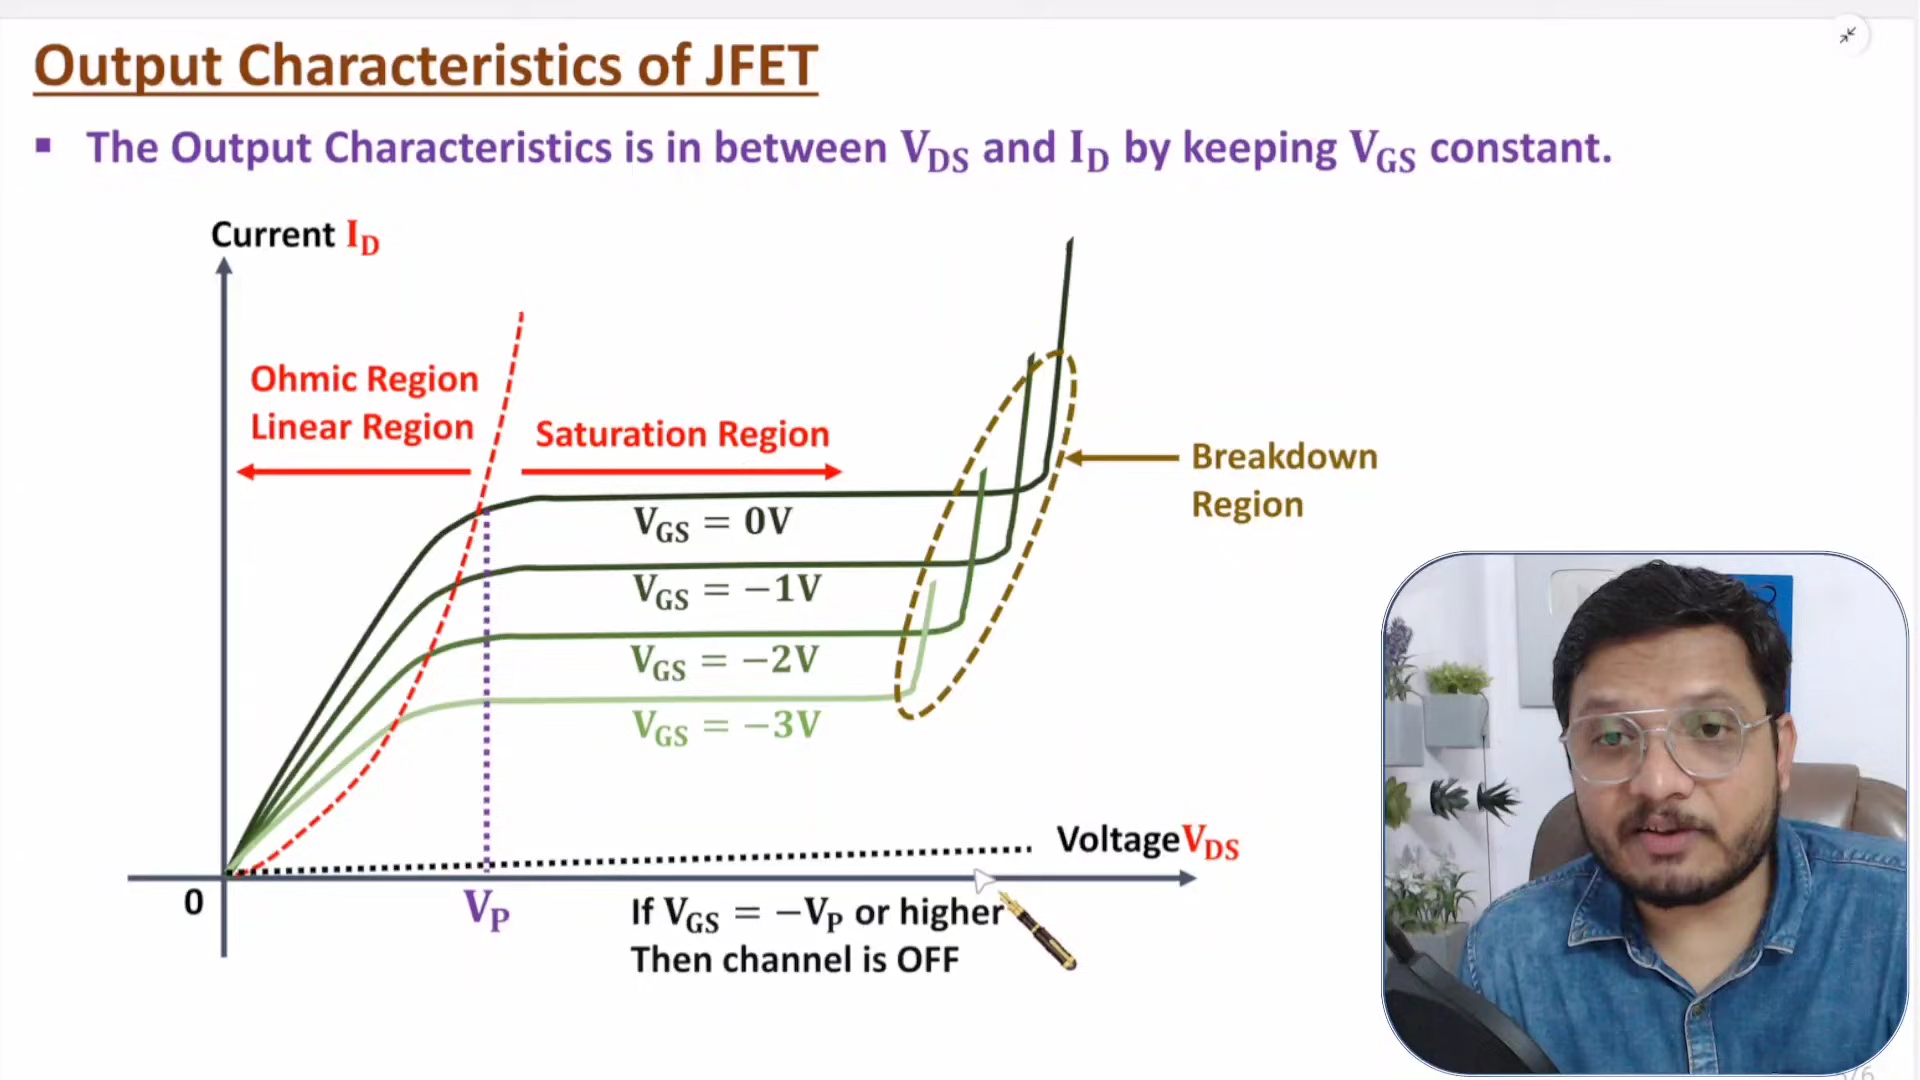 Output Characteristics of JFET
▪ The Output Characteristics is in between V_DS and I_D by keeping V_GS constant.
Current I_D
Ohmic Region
Linear Region
Saturation Region
Breakdown
Region
V_GS = 0V
V_GS = −1V
V_GS = −2V
V_GS = −3V
Voltage V_DS
0
V_P
If V_GS = −V_P or higher
Then channel is OFF